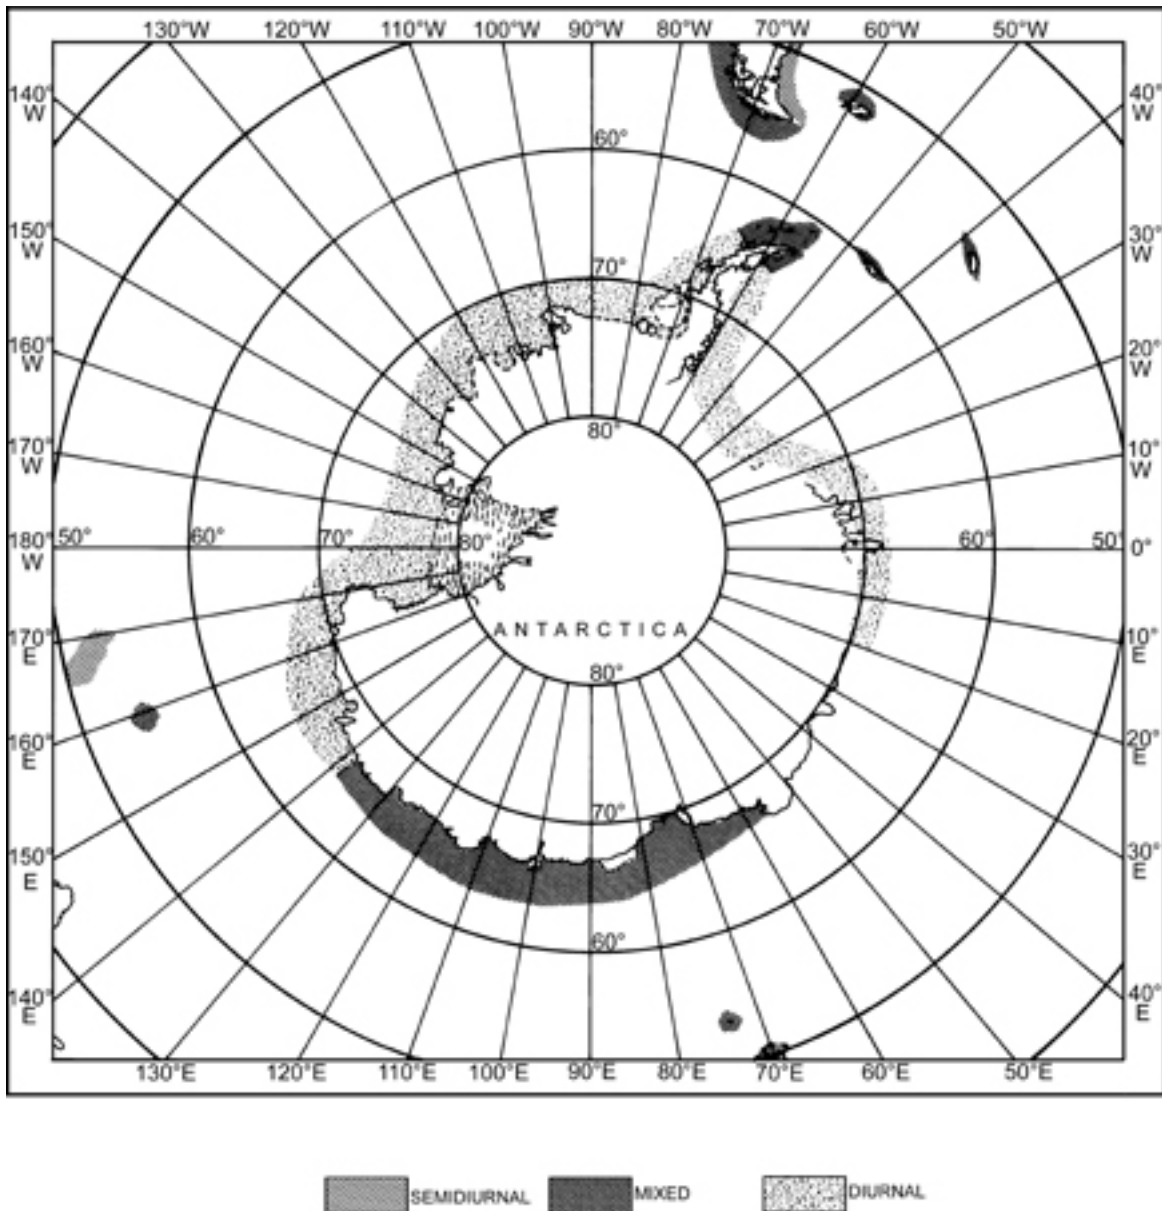 130°W 120°W 110°W 100°W 90°W 80°W 70°W 60°W 50°W
140° W
40° W
60°
150° W
30° W
70°
160° W
20° W
80°
170° W
10° W
180° W
50° 60° 70° 80° 60° 50° 0°
ANTARCTICA
170° E
10° E
80°
160° E
20° E
70°
150° E
30° E
60°
140° E
40° E
130°E 120°E 110°E 100°E 90°E 80°E 70°E 60°E 50°E
SEMIDIURNAL MIXED DIURNAL